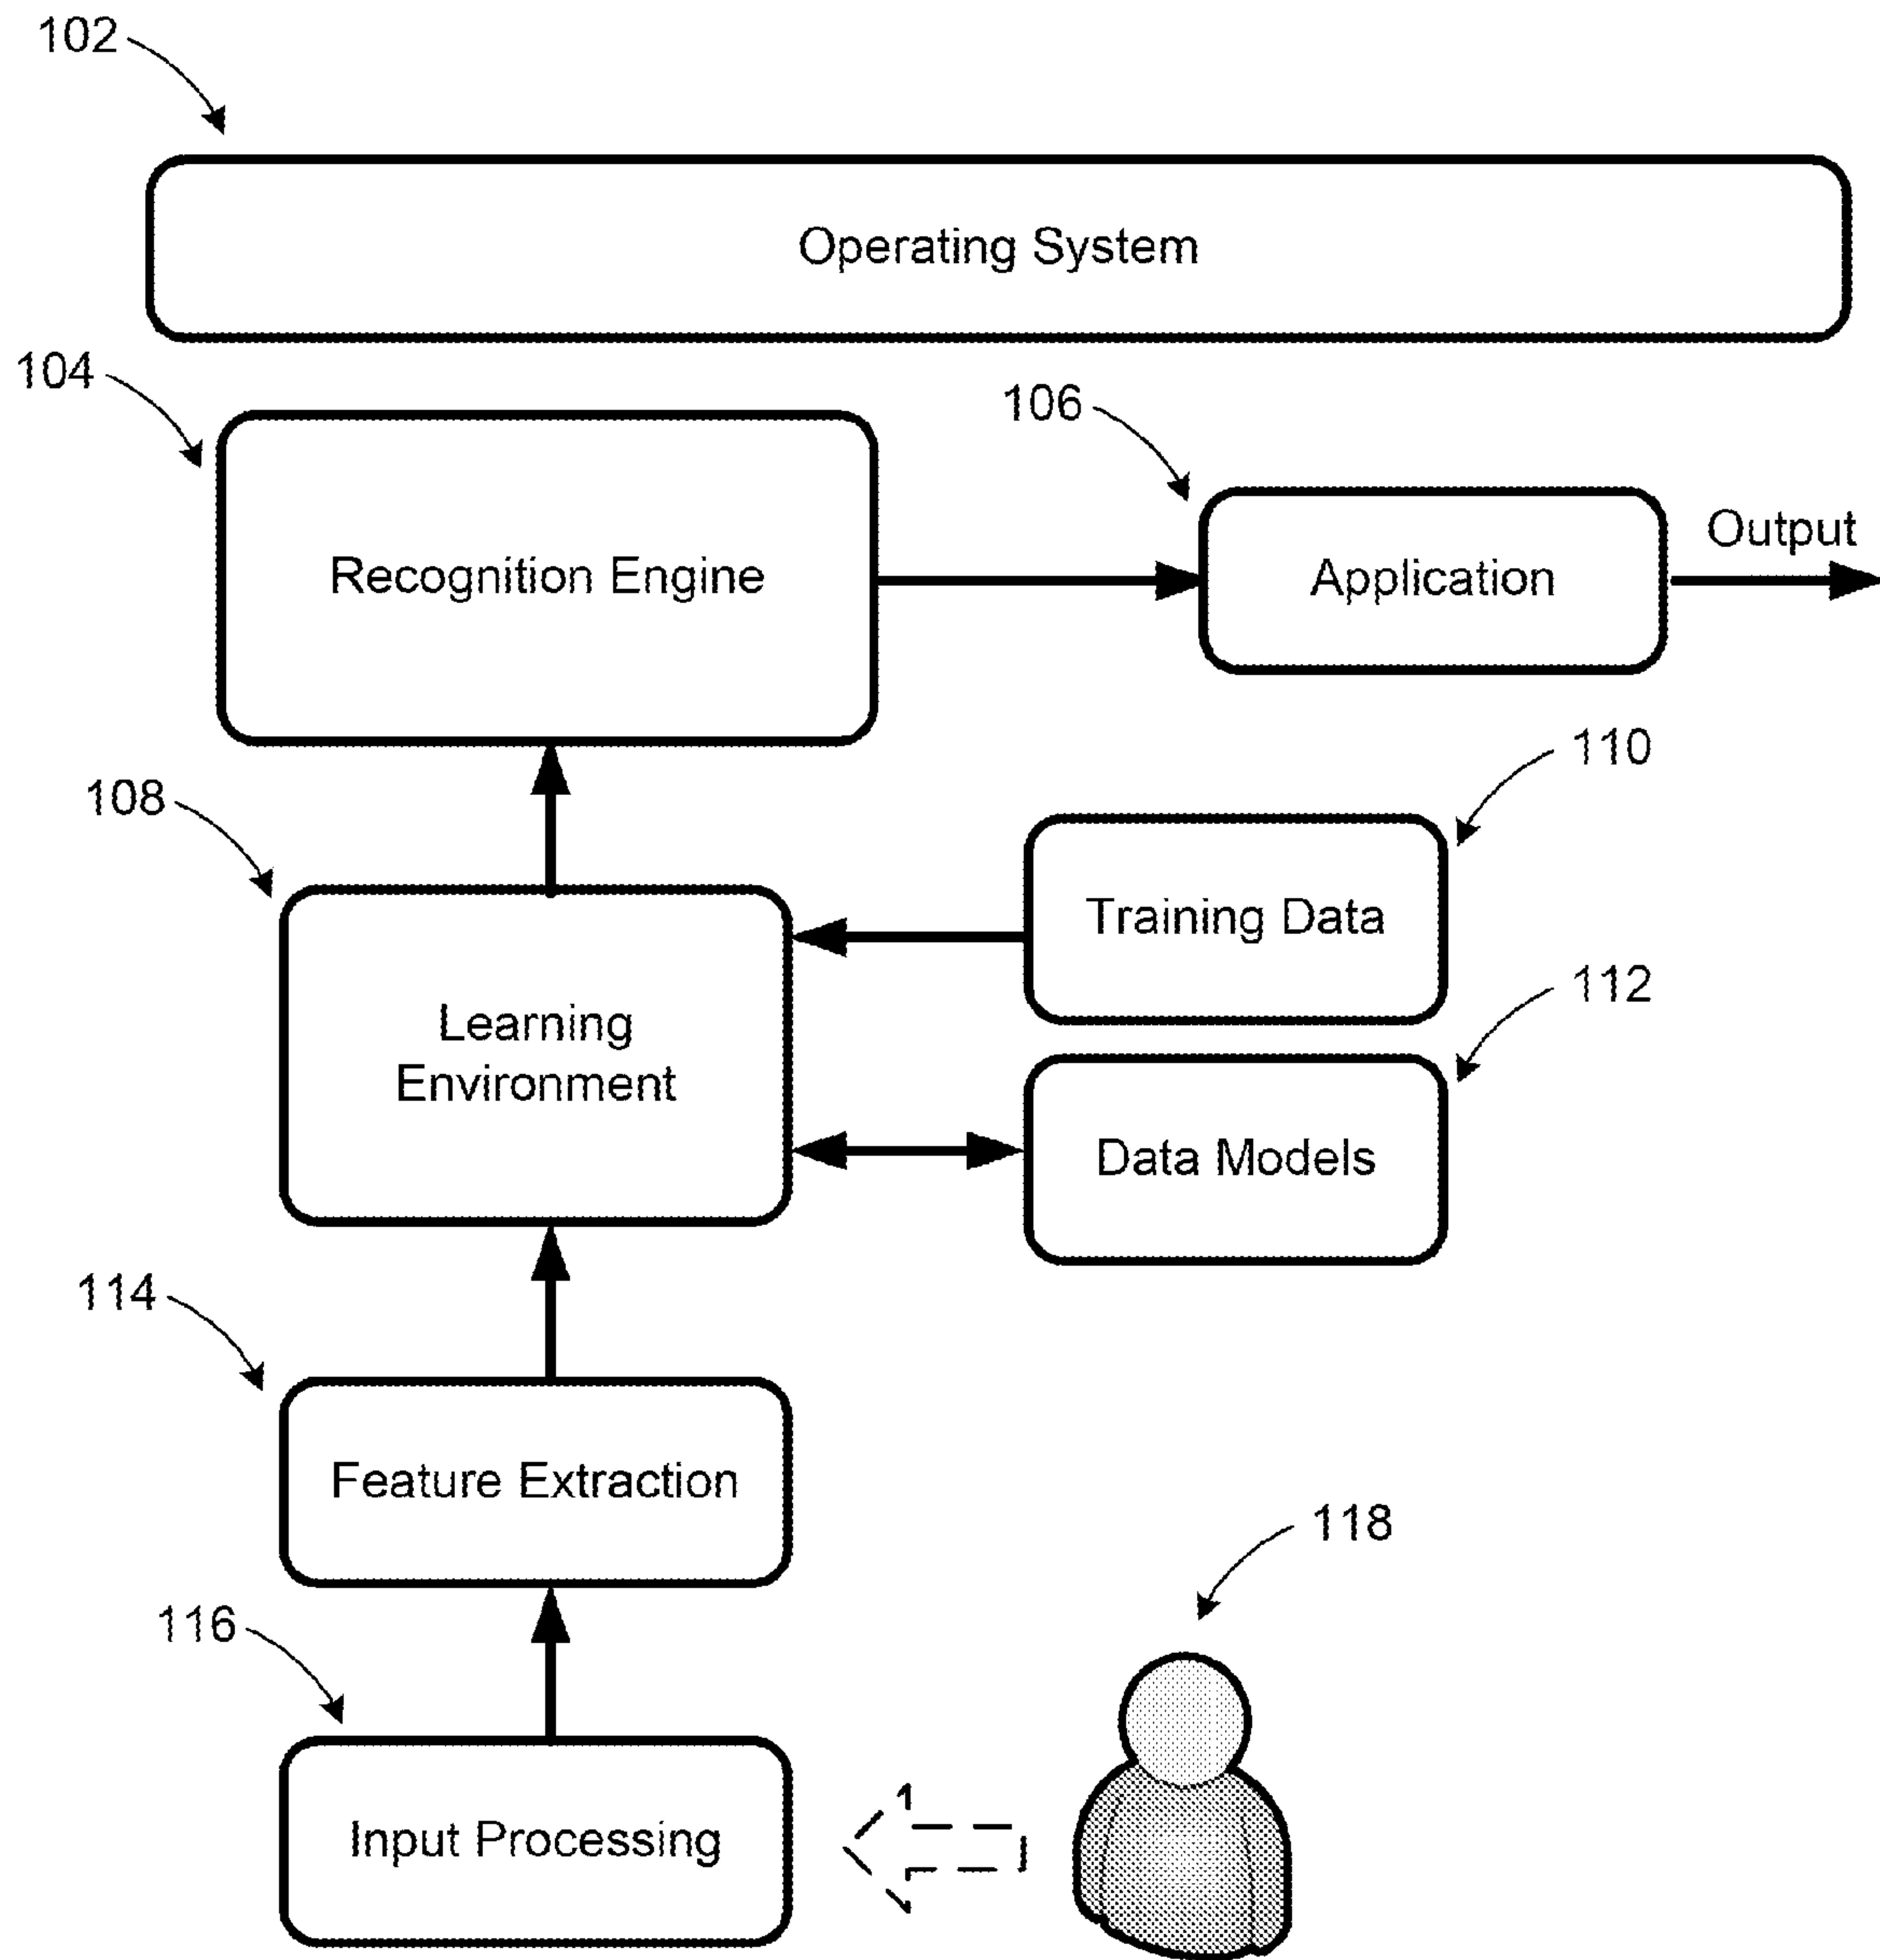 102
Operating System
104
106
Recognition Engine
Application
Output
108
110
Training Data
Learning
Environment
112
Data Models
114
Feature Extraction
118
116
Input Processing